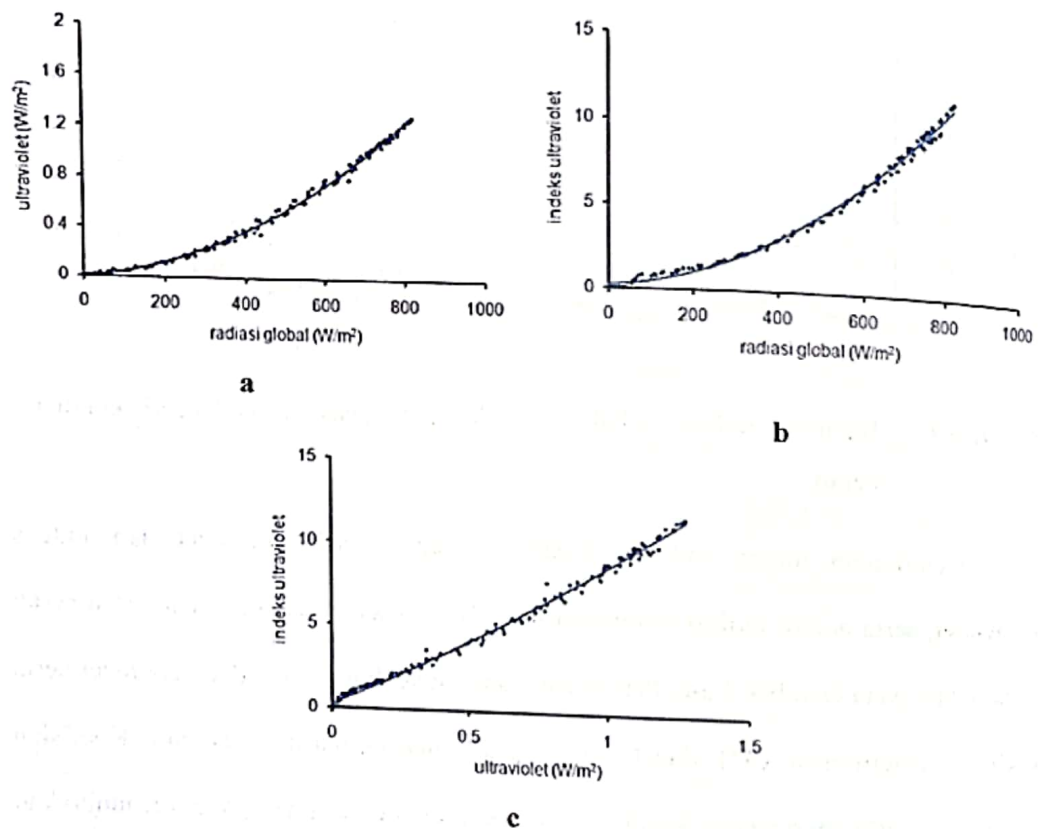 2
1 6
1.2
0.8
0 4
0
ultraviolet (W/m²)
0 200 400 600 800 1000
radiasi global (W/m²)
a
15
10
5
0
indeks ultraviolet
0 200 400 600 800 1000
radiasi global (W/m²)
b
15
10
5
0
indeks ultraviolet
0 0 5 1 1 5
ultraviolet (W/m²)
c